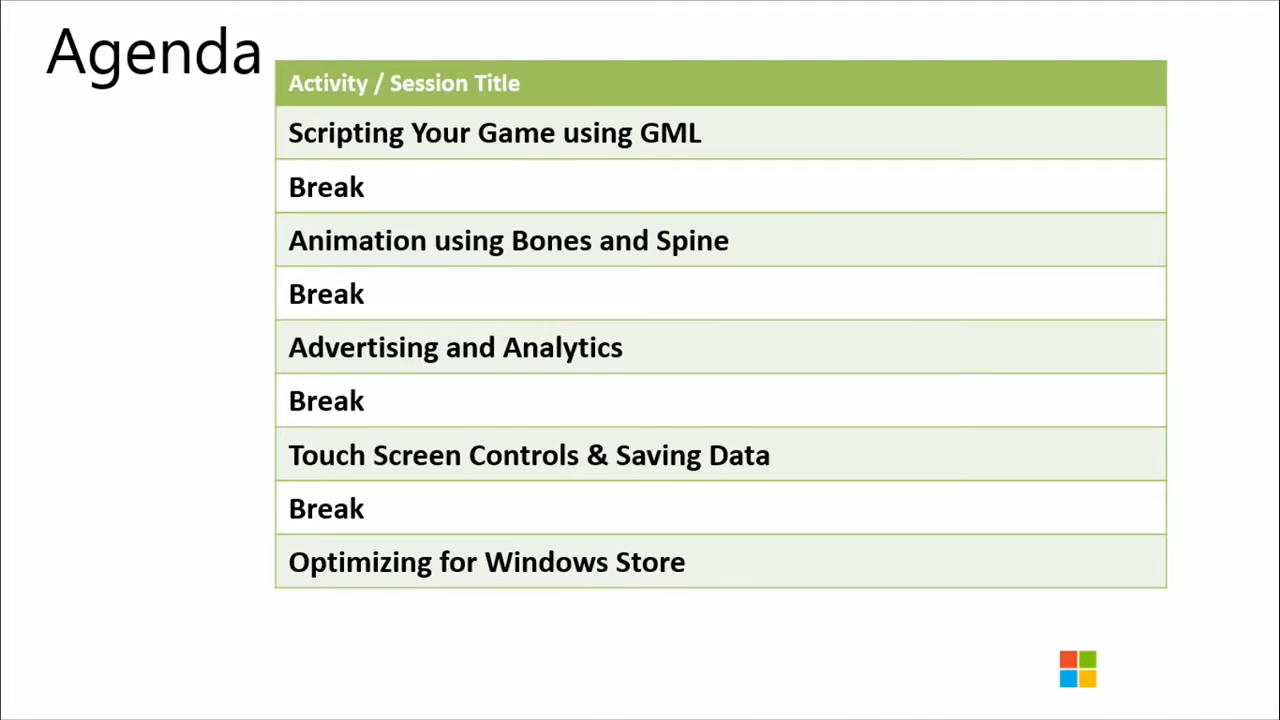 Agenda
Activity / Session Title
Scripting Your Game using GML
Break
Animation using Bones and Spine
Break
Advertising and Analytics
Break
Touch Screen Controls & Saving Data
Break
Optimizing for Windows Store